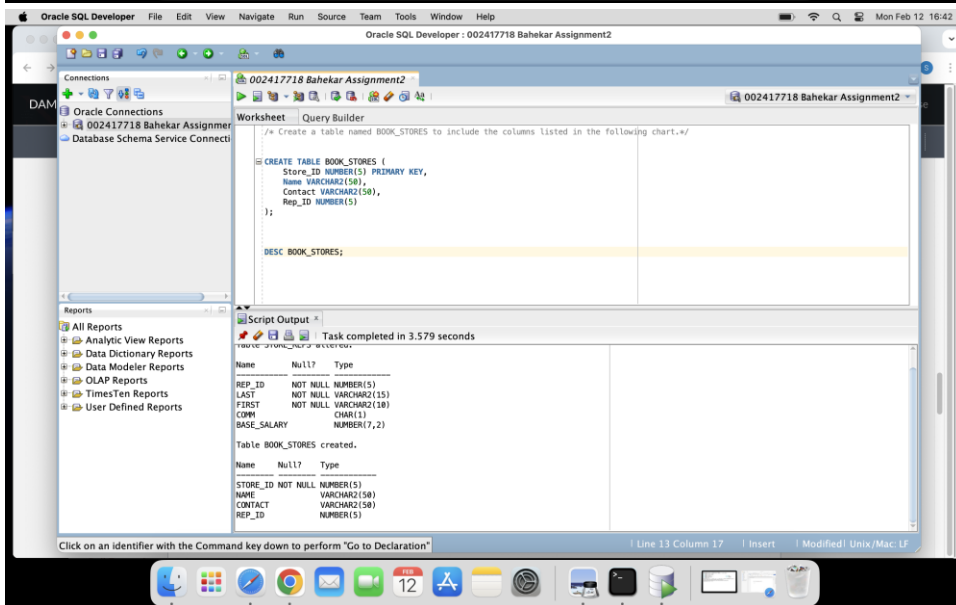 Oracle SQL Developer File Edit View Navigate Run Source Team Tools Window Help Mon Feb 12 16:42
Oracle SQL Developer : 002417718 Bahekar Assignment2
Connections
002417718 Bahekar Assignment2
DAM
Oracle Connections
002417718 Bahekar Assignmer
Database Schema Service Connecti
002417718 Bahekar Assignment2
Worksheet Query Builder
/* Create a table named BOOK_STORES to include the columns listed in the following chart.*/
CREATE TABLE BOOK_STORES (
Store_ID NUMBER(5) PRIMARY KEY,
Name VARCHAR2(50),
Contact VARCHAR2(50),
Rep_ID NUMBER(5)
);
DESC BOOK_STORES;
Reports
All Reports
Analytic View Reports
Data Dictionary Reports
Data Modeler Reports
OLAP Reports
TimesTen Reports
User Defined Reports
Script Output
Task completed in 3.579 seconds
Table STORE_REPS altered.
Name Null? Type
REP_ID NOT NULL NUMBER(5)
LAST NOT NULL VARCHAR2(15)
FIRST NOT NULL VARCHAR2(10)
COMM CHAR(1)
BASE_SALARY NUMBER(7,2)
Table BOOK_STORES created.
Name Null? Type
STORE_ID NOT NULL NUMBER(5)
NAME VARCHAR2(50)
CONTACT VARCHAR2(50)
REP_ID NUMBER(5)
Click on an identifier with the Command key down to perform "Go to Declaration"
Line 13 Column 17 Insert Modified Unix/Mac: LF
FEB
12